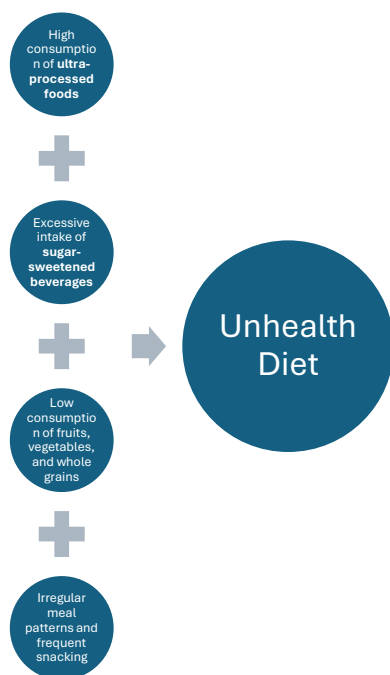 High
consumptio
n of ultra-
processed
foods
Excessive
intake of
sugar-
sweetened
beverages
Low
consumptio
n of fruits,
vegetables,
and whole
grains
Irregular
meal
patterns and
frequent
snacking
Unhealth
Diet